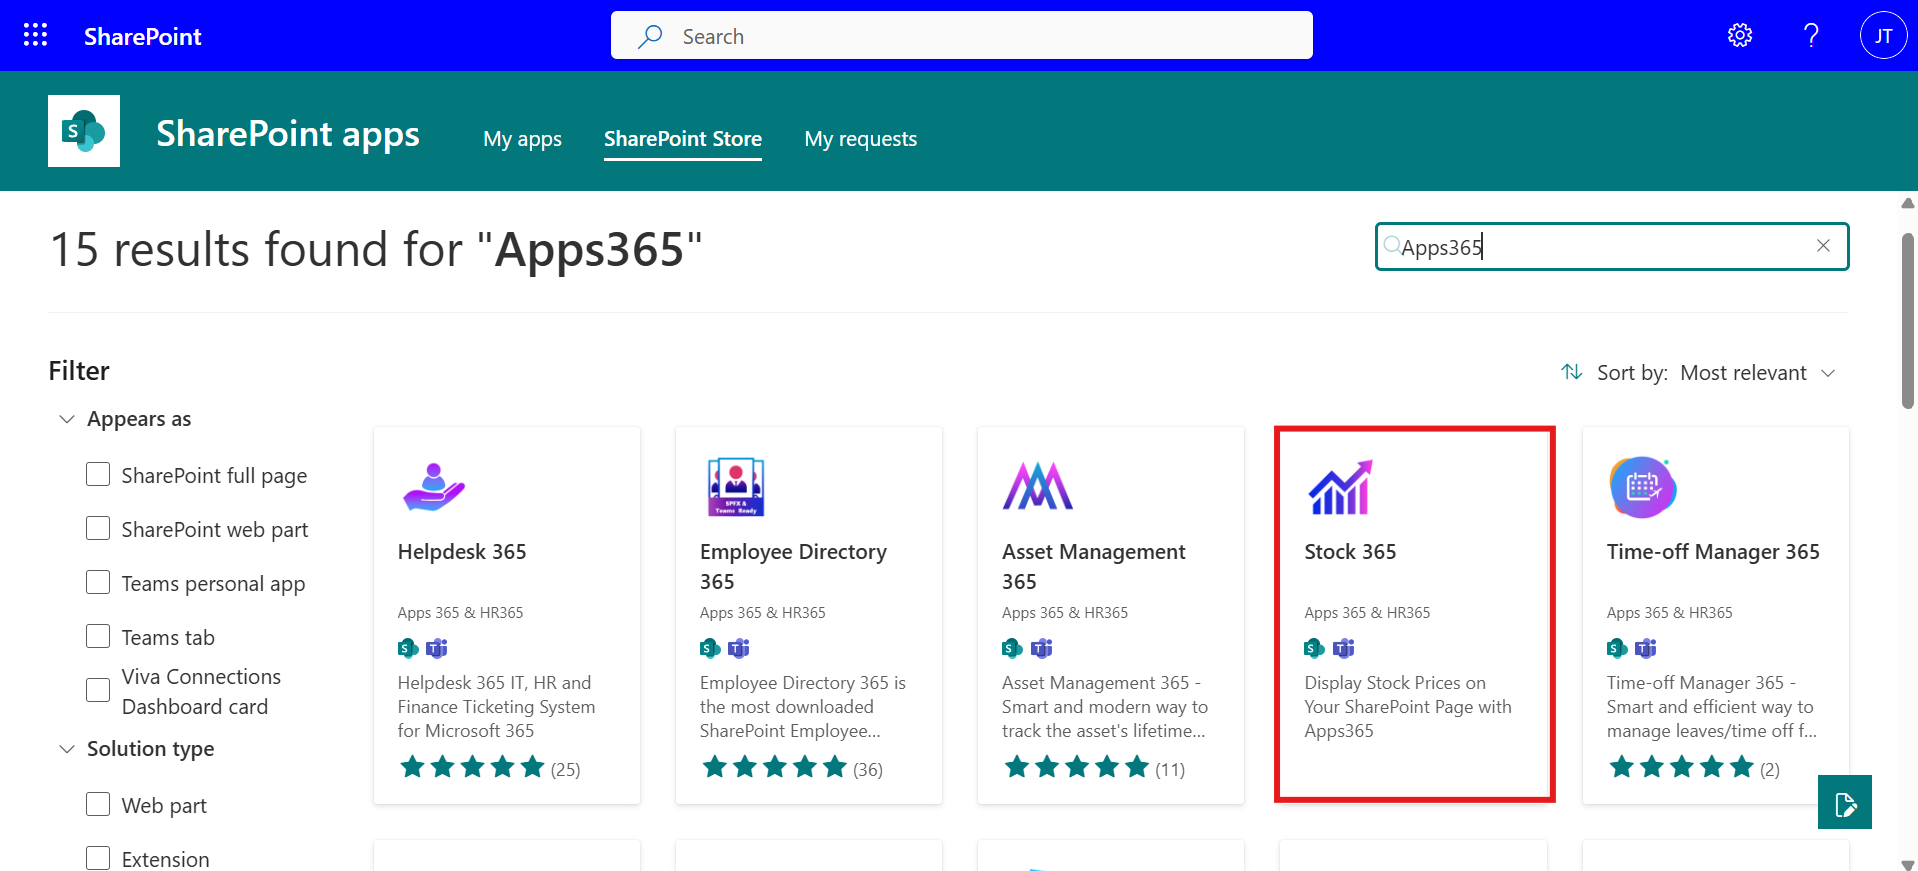 SharePoint
Search
JT
SharePoint apps
My apps
SharePoint Store
My requests
15 results found for "Apps365"
Apps365
Filter
Sort by: Most relevant
Appears as
SharePoint full page
SharePoint web part
Teams personal app
Teams tab
Viva Connections
Dashboard card
Solution type
Web part
Extension
Helpdesk 365
Apps 365 & HR365
Helpdesk 365 IT, HR and
Finance Ticketing System
for Microsoft 365
(25)
SPFX &
Teams Ready
Employee Directory
365
Apps 365 & HR365
Employee Directory 365 is
the most downloaded
SharePoint Employee...
(36)
Asset Management
365
Apps 365 & HR365
Asset Management 365 -
Smart and modern way to
track the asset's lifetime...
(11)
Stock 365
Apps 365 & HR365
Display Stock Prices on
Your SharePoint Page with
Apps365
Time-off Manager 365
Apps 365 & HR365
Time-off Manager 365 -
Smart and efficient way to
manage leaves/time off f...
(2)